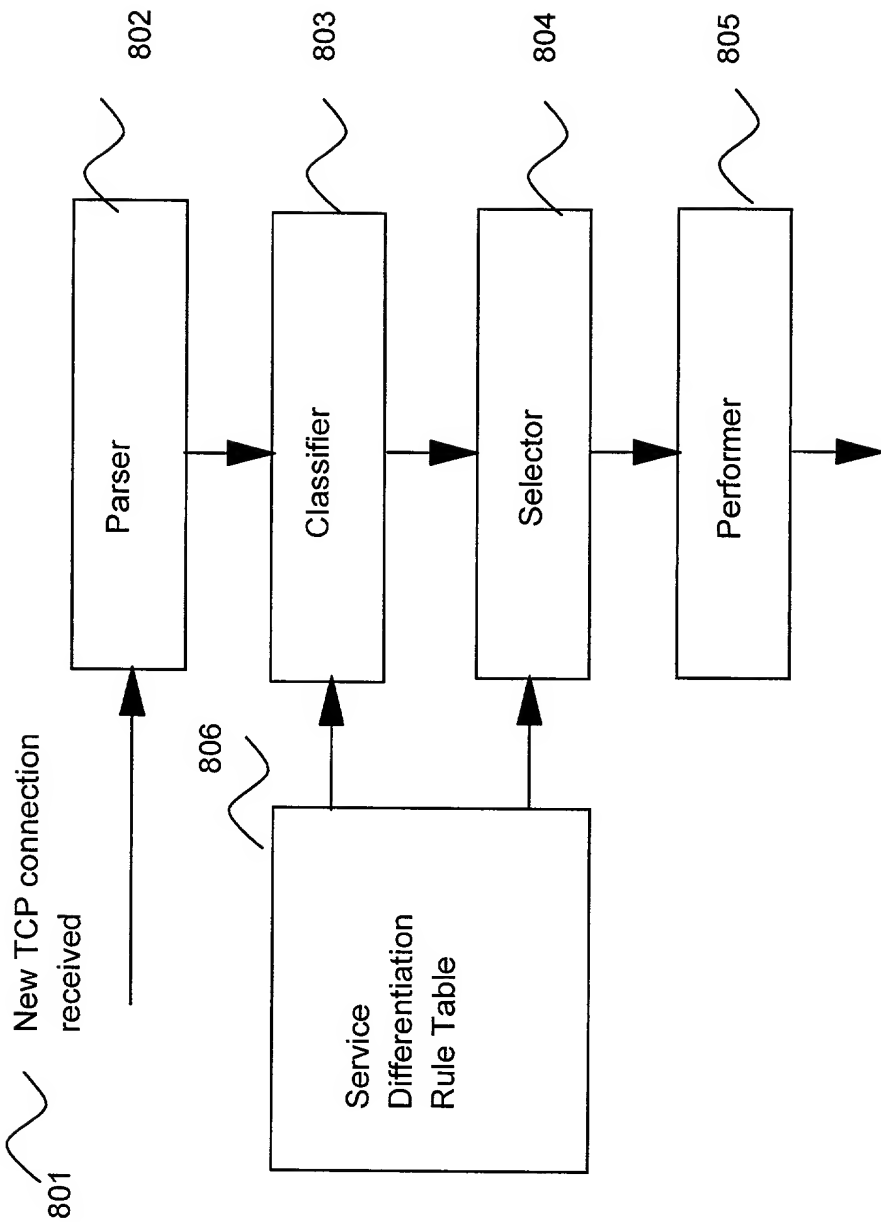 801
New TCP connection
received
Parser
802
806
Service
Differentiation
Rule Table
Classifier
803
Selector
804
Performer
805